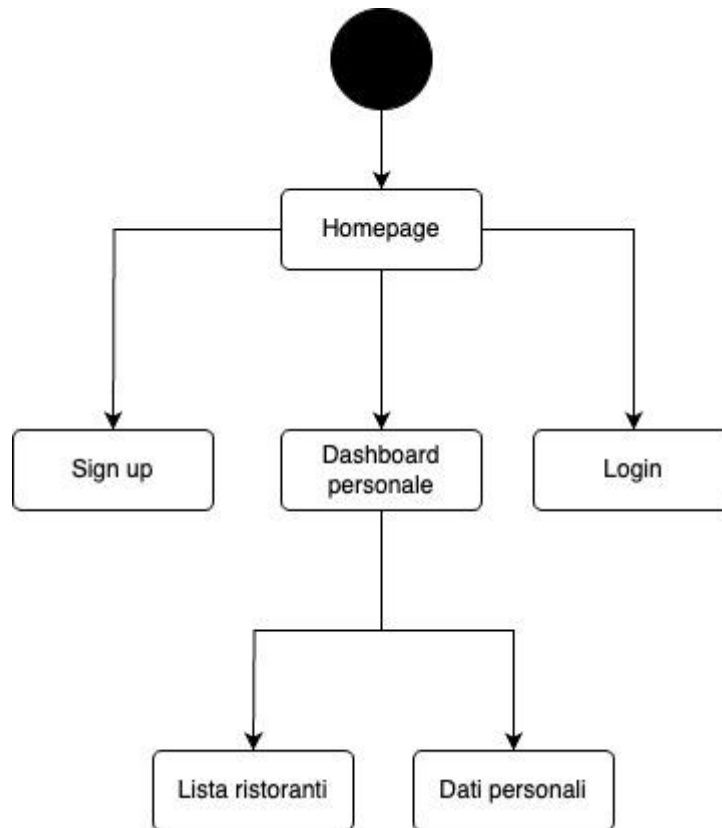 Homepage
Sign up
Dashboard
personale
Login
Lista ristoranti
Dati personali